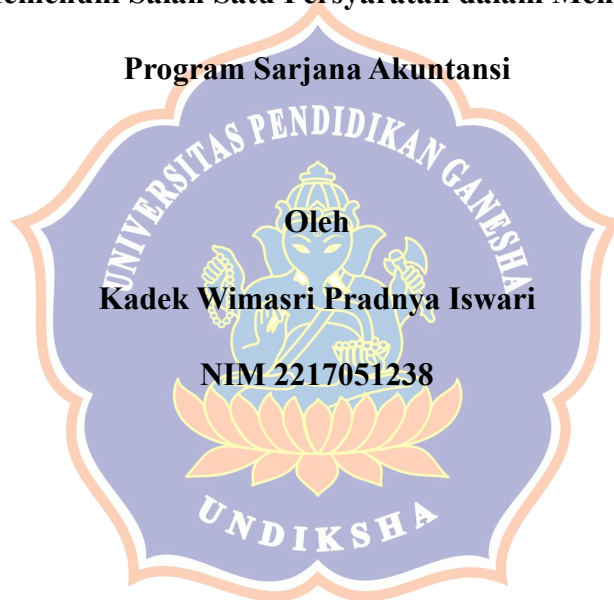 Salah Satu Persyaratan dalam
Program Sarjana Akuntansi
UNIVERSITAS PENDIDIKAN GANESHA
Oleh
Kadek Wimasri Pradnya Iswari
NIM 2217051238
UNDIKSHA